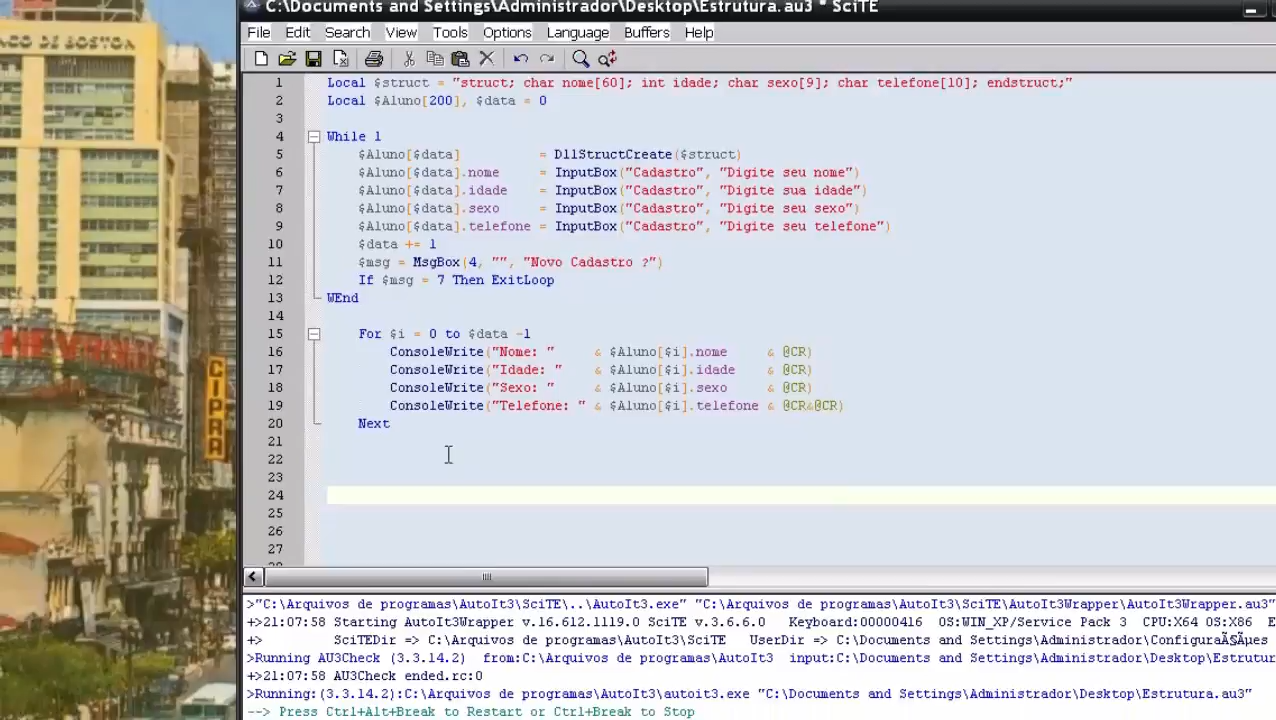 C:\Documents and Settings\Administrador\Desktop\Estrutura.au3 * SciTE
File Edit Search View Tools Options Language Buffers Help
1 Local $struct = "struct; char nome[60]; int idade; char sexo[9]; char telefone[10]; endstruct;"
2 Local $Aluno[200], $data = 0
3
4 While 1
5 $Aluno[$data] = DllStructCreate($struct)
6 $Aluno[$data].nome = InputBox("Cadastro", "Digite seu nome")
7 $Aluno[$data].idade = InputBox("Cadastro", "Digite sua idade")
8 $Aluno[$data].sexo = InputBox("Cadastro", "Digite seu sexo")
9 $Aluno[$data].telefone = InputBox("Cadastro", "Digite seu telefone")
10 $data += 1
11 $msg = MsgBox(4, "", "Novo Cadastro ?")
12 If $msg = 7 Then ExitLoop
13 WEnd
14
15 For $i = 0 to $data -1
16 ConsoleWrite("Nome: " & $Aluno[$i].nome & @CR)
17 ConsoleWrite("Idade: " & $Aluno[$i].idade & @CR)
18 ConsoleWrite("Sexo: " & $Aluno[$i].sexo & @CR)
19 ConsoleWrite("Telefone: " & $Aluno[$i].telefone & @CR&@CR)
20 Next
21
22
23
24
25
26
27
>"C:\Arquivos de programas\AutoIt3\SciTE\..\AutoIt3.exe" "C:\Arquivos de programas\AutoIt3\SciTE\AutoIt3Wrapper\AutoIt3Wrapper.au3"
+>21:07:58 Starting AutoIt3Wrapper v.16.612.1119.0 SciTE v.3.6.6.0 Keyboard:00000416 OS:WIN_XP/Service Pack 3 CPU:X64 OS:X86 E
+> SciTEDir => C:\Arquivos de programas\AutoIt3\SciTE UserDir => C:\Documents and Settings\Administrador\ConfiguraÃ§Ãµes
>Running AU3Check (3.3.14.2) from:C:\Arquivos de programas\AutoIt3 input:C:\Documents and Settings\Administrador\Desktop\Estrutur
+>21:07:58 AU3Check ended.rc:0
>Running:(3.3.14.2):C:\Arquivos de programas\AutoIt3\autoit3.exe "C:\Documents and Settings\Administrador\Desktop\Estrutura.au3"
--> Press Ctrl+Alt+Break to Restart or Ctrl+Break to Stop
CO DE BOSTON
CIPRA